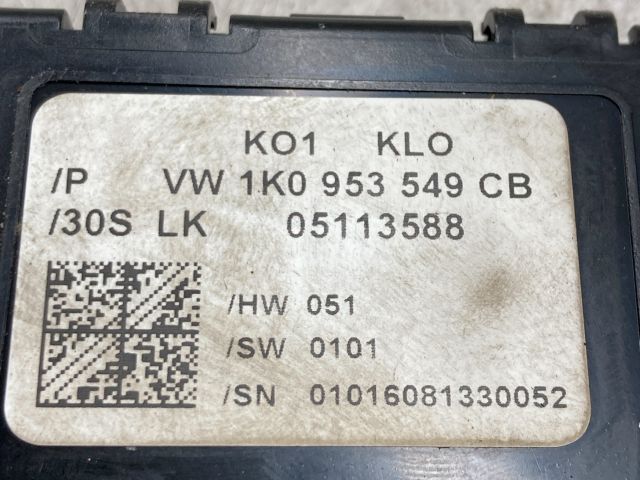 KO1 KLO
/P VW 1K0 953 549 CB
/30S LK 05113588
/HW 051
/SW 0101
/SN 01016081330052